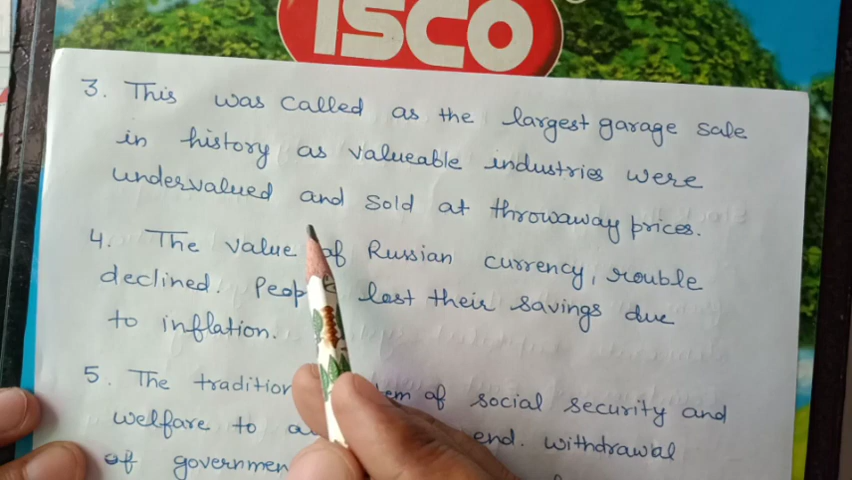 ISCO
3. This was called as the largest garage sale
in history as valueable industries were
undervalued and sold at throwaway prices.
4. The value of Russian currency, rouble
declined. lost their savings due
to inflation.
5. The of social security and
welfare to end. withdrawal
of